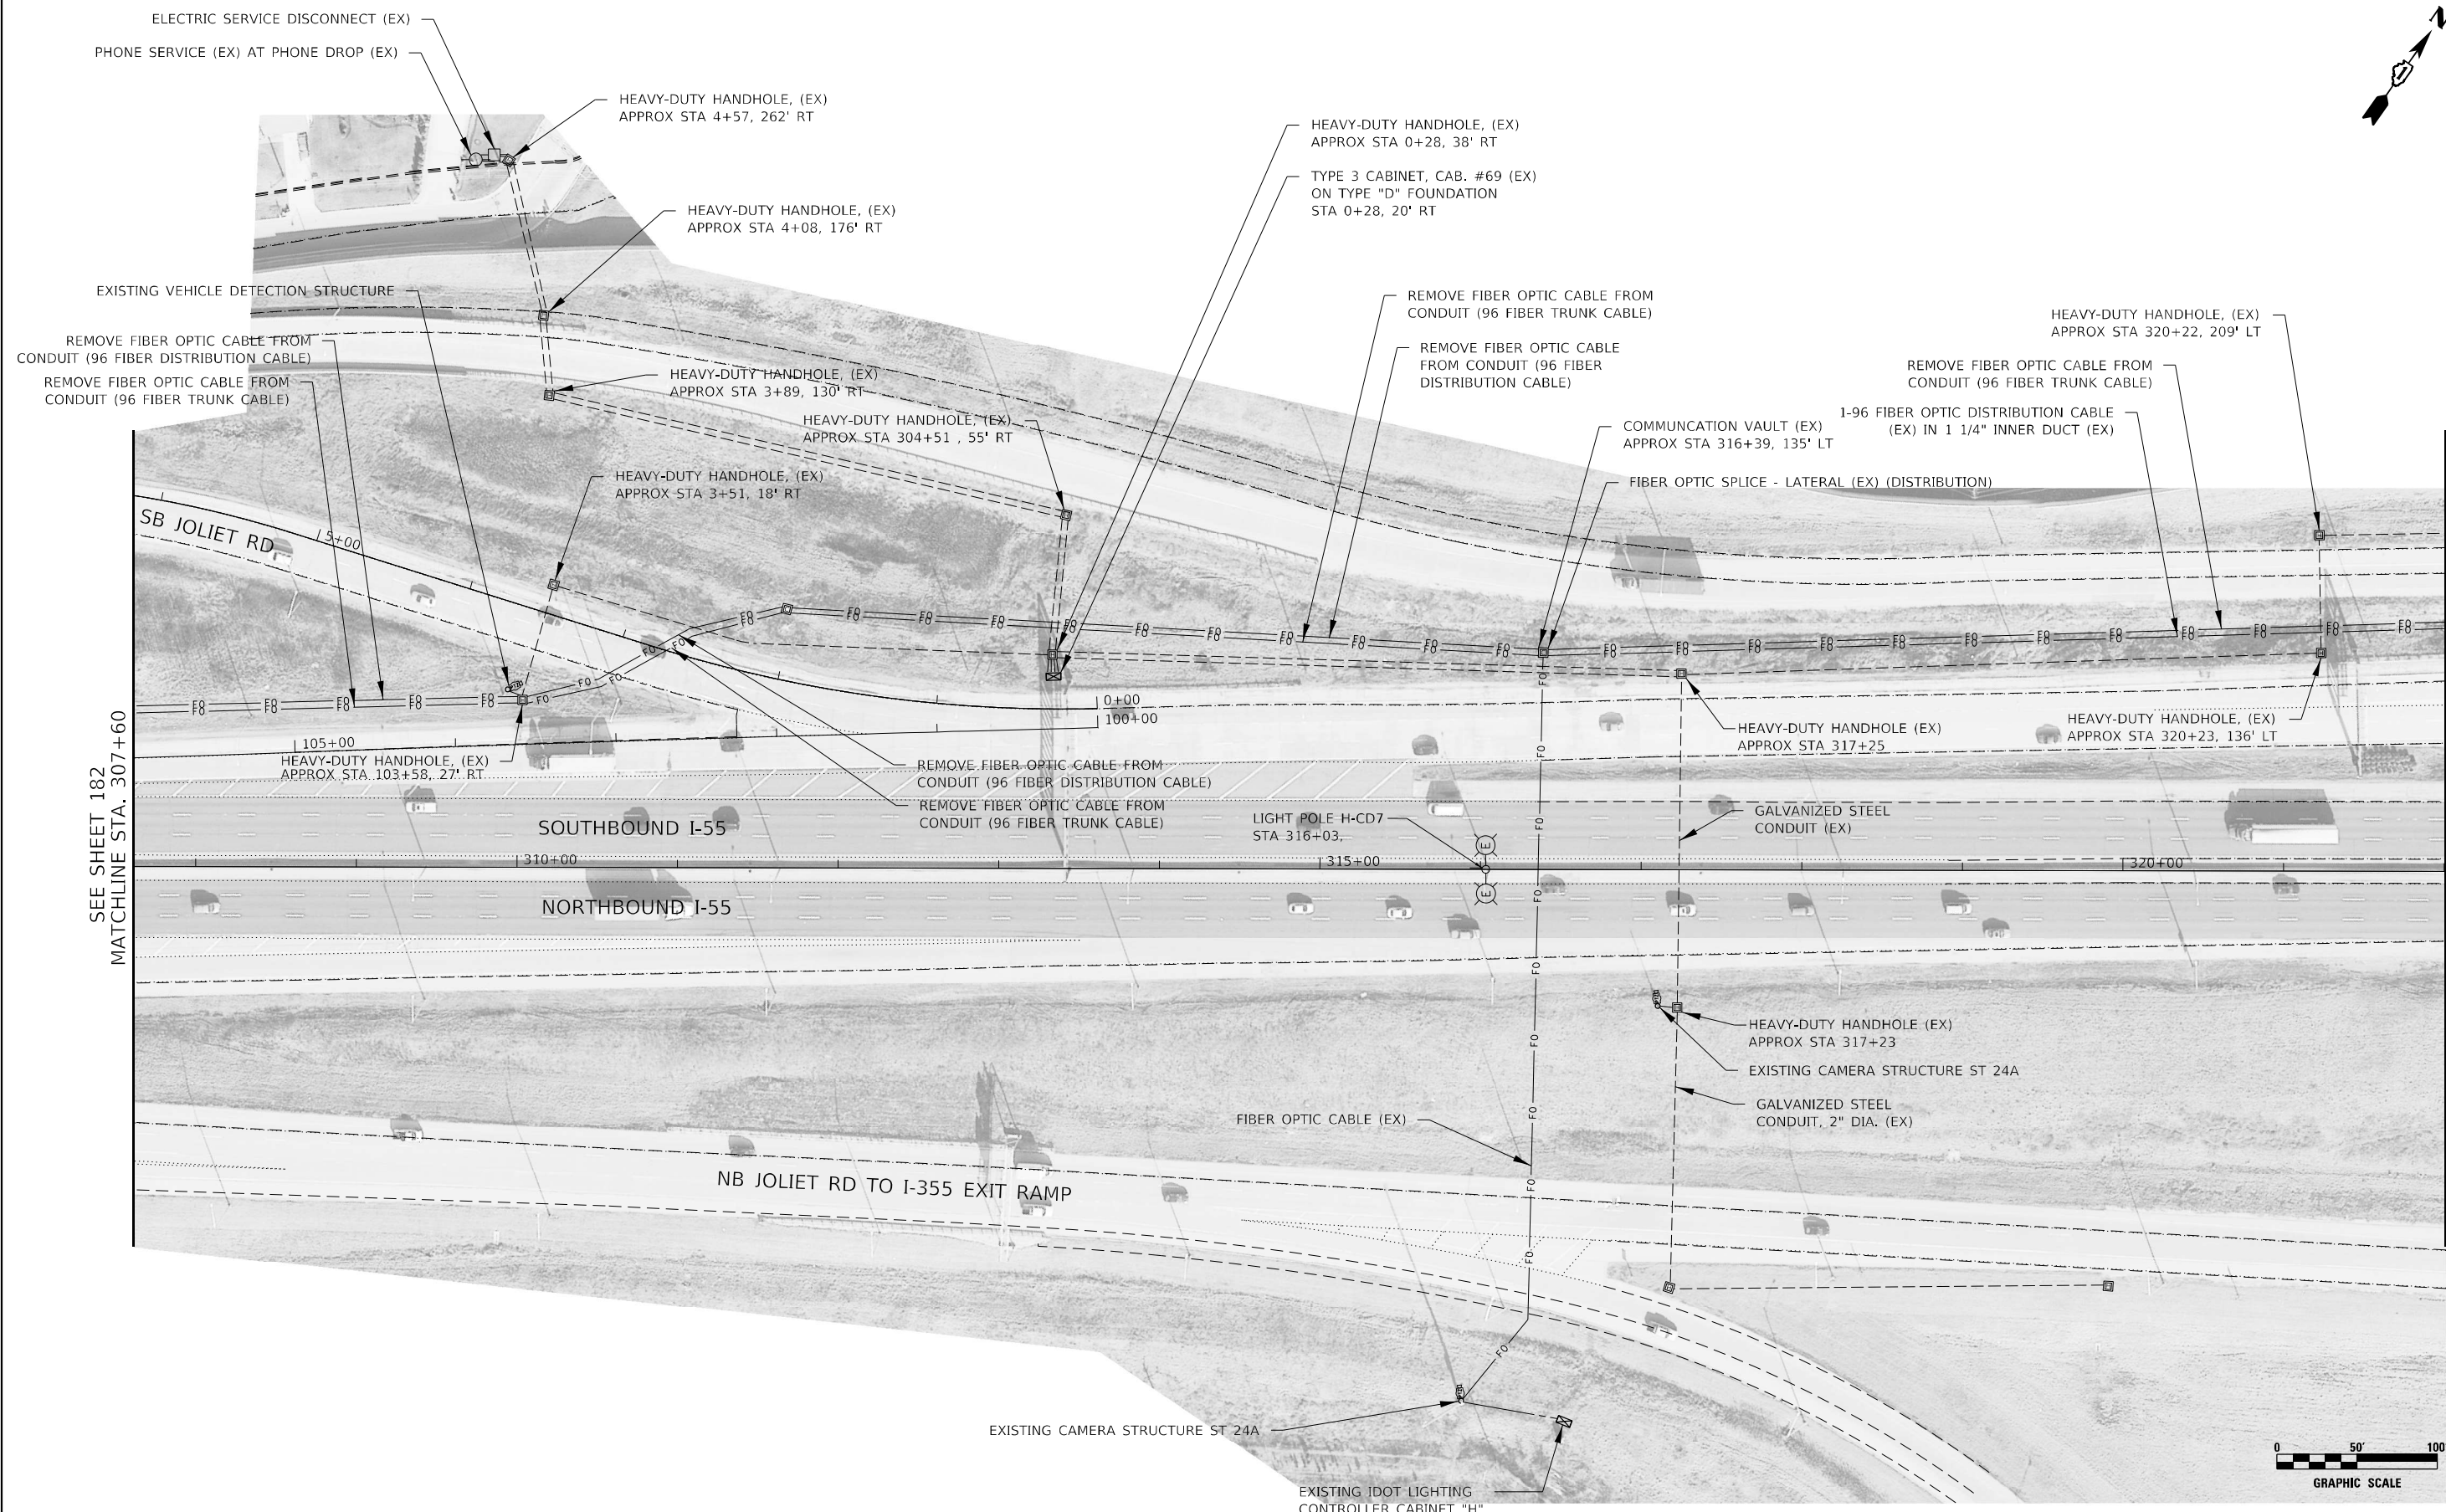 N
ELECTRIC SERVICE DISCONNECT (EX)
PHONE SERVICE (EX) AT PHONE DROP (EX)
HEAVY-DUTY HANDHOLE, (EX)
APPROX STA 4+57, 262' RT
HEAVY-DUTY HANDHOLE, (EX)
APPROX STA 0+28, 38' RT
TYPE 3 CABINET, CAB. #69 (EX)
ON TYPE "D" FOUNDATION
STA 0+28, 20' RT
HEAVY-DUTY HANDHOLE, (EX)
APPROX STA 4+08, 176' RT
EXISTING VEHICLE DETECTION STRUCTURE
REMOVE FIBER OPTIC CABLE FROM
CONDUIT (96 FIBER DISTRIBUTION CABLE)
REMOVE FIBER OPTIC CABLE FROM
CONDUIT (96 FIBER TRUNK CABLE)
HEAVY-DUTY HANDHOLE, (EX)
APPROX STA 3+89, 130' RT
HEAVY-DUTY HANDHOLE, (EX)
APPROX STA 304+51 , 55' RT
HEAVY-DUTY HANDHOLE, (EX)
APPROX STA 3+51, 18' RT
REMOVE FIBER OPTIC CABLE FROM
CONDUIT (96 FIBER TRUNK CABLE)
REMOVE FIBER OPTIC CABLE
FROM CONDUIT (96 FIBER
DISTRIBUTION CABLE)
COMMUNCATION VAULT (EX)
APPROX STA 316+39, 135' LT
FIBER OPTIC SPLICE - LATERAL (EX) (DISTRIBUTION)
HEAVY-DUTY HANDHOLE, (EX)
APPROX STA 320+22, 209' LT
REMOVE FIBER OPTIC CABLE FROM
CONDUIT (96 FIBER TRUNK CABLE)
1-96 FIBER OPTIC DISTRIBUTION CABLE
(EX) IN 1 1/4" INNER DUCT (EX)
SB JOLIET RD
5+00
0+00
100+00
105+00
HEAVY-DUTY HANDHOLE, (EX)
APPROX STA 103+58, 27' RT
REMOVE FIBER OPTIC CABLE FROM
CONDUIT (96 FIBER DISTRIBUTION CABLE)
REMOVE FIBER OPTIC CABLE FROM
CONDUIT (96 FIBER TRUNK CABLE)
HEAVY-DUTY HANDHOLE (EX)
APPROX STA 317+25
HEAVY-DUTY HANDHOLE, (EX)
APPROX STA 320+23, 136' LT
SEE SHEET 182
MATCHLINE STA. 307+60
SOUTHBOUND I-55
LIGHT POLE H-CD7
STA 316+03,
GALVANIZED STEEL
CONDUIT (EX)
310+00
315+00
320+00
E
E
NORTHBOUND I-55
HEAVY-DUTY HANDHOLE (EX)
APPROX STA 317+23
EXISTING CAMERA STRUCTURE ST 24A
GALVANIZED STEEL
CONDUIT, 2" DIA. (EX)
FIBER OPTIC CABLE (EX)
NB JOLIET RD TO I-355 EXIT RAMP
EXISTING CAMERA STRUCTURE ST 24A
EXISTING IDOT LIGHTING
CONTROLLER CABINET "H"
0 50' 100
GRAPHIC SCALE